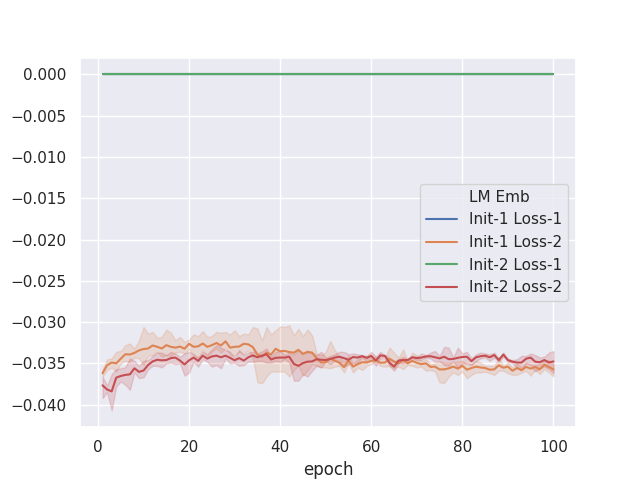 0.000
−0.005
−0.010
−0.015
−0.020
−0.025
−0.030
−0.035
−0.040
LM Emb
Init-1 Loss-1
Init-1 Loss-2
Init-2 Loss-1
Init-2 Loss-2
0 20 40 60 80 100
epoch